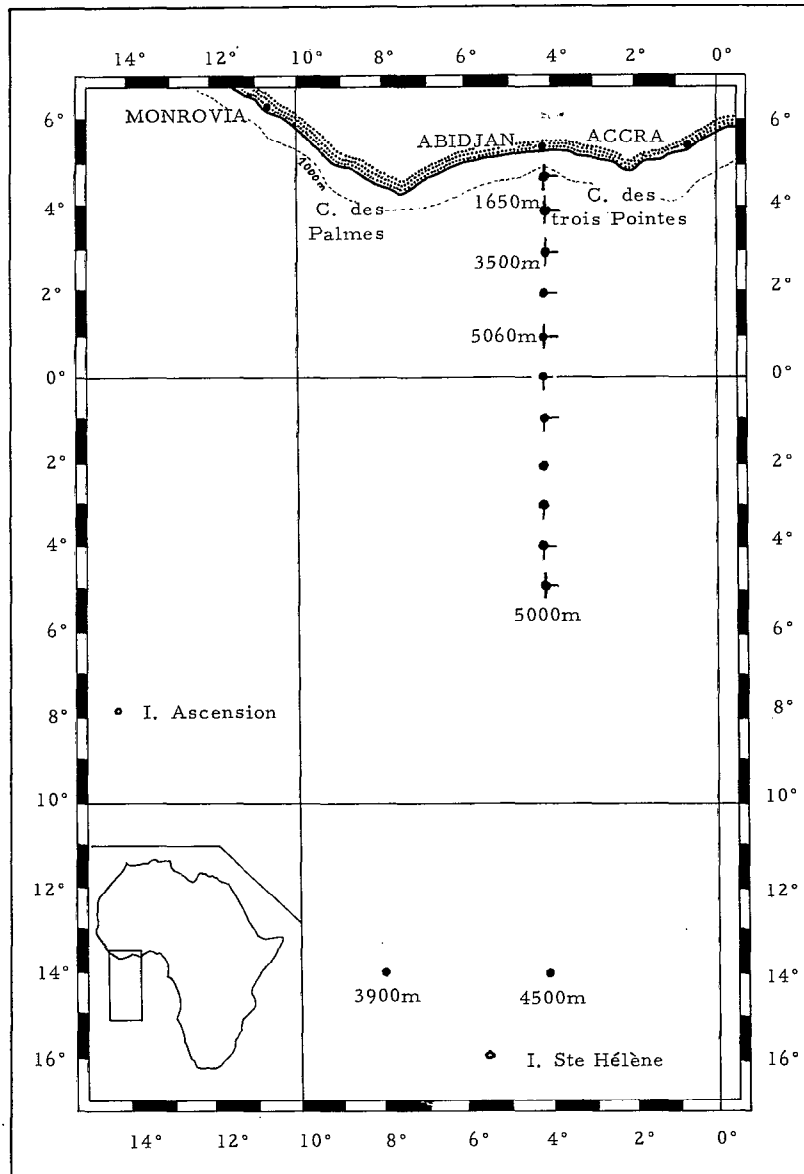 14° 12° 10° 8° 6° 4° 2° 0°
6° 6°
MONROVIA
ABIDJAN
ACCRA
1000m
C. des
Palmes
1650m
C. des
trois Pointes
4° 4°
3500m
2° 2°
5060m
0° 0°
2° 2°
4° 4°
5000m
6° 6°
I. Ascension
8° 8°
10° 10°
12° 12°
14° 14°
3900m
4500m
I. Ste Hélène
16° 16°
14° 12° 10° 8° 6° 4° 2° 0°